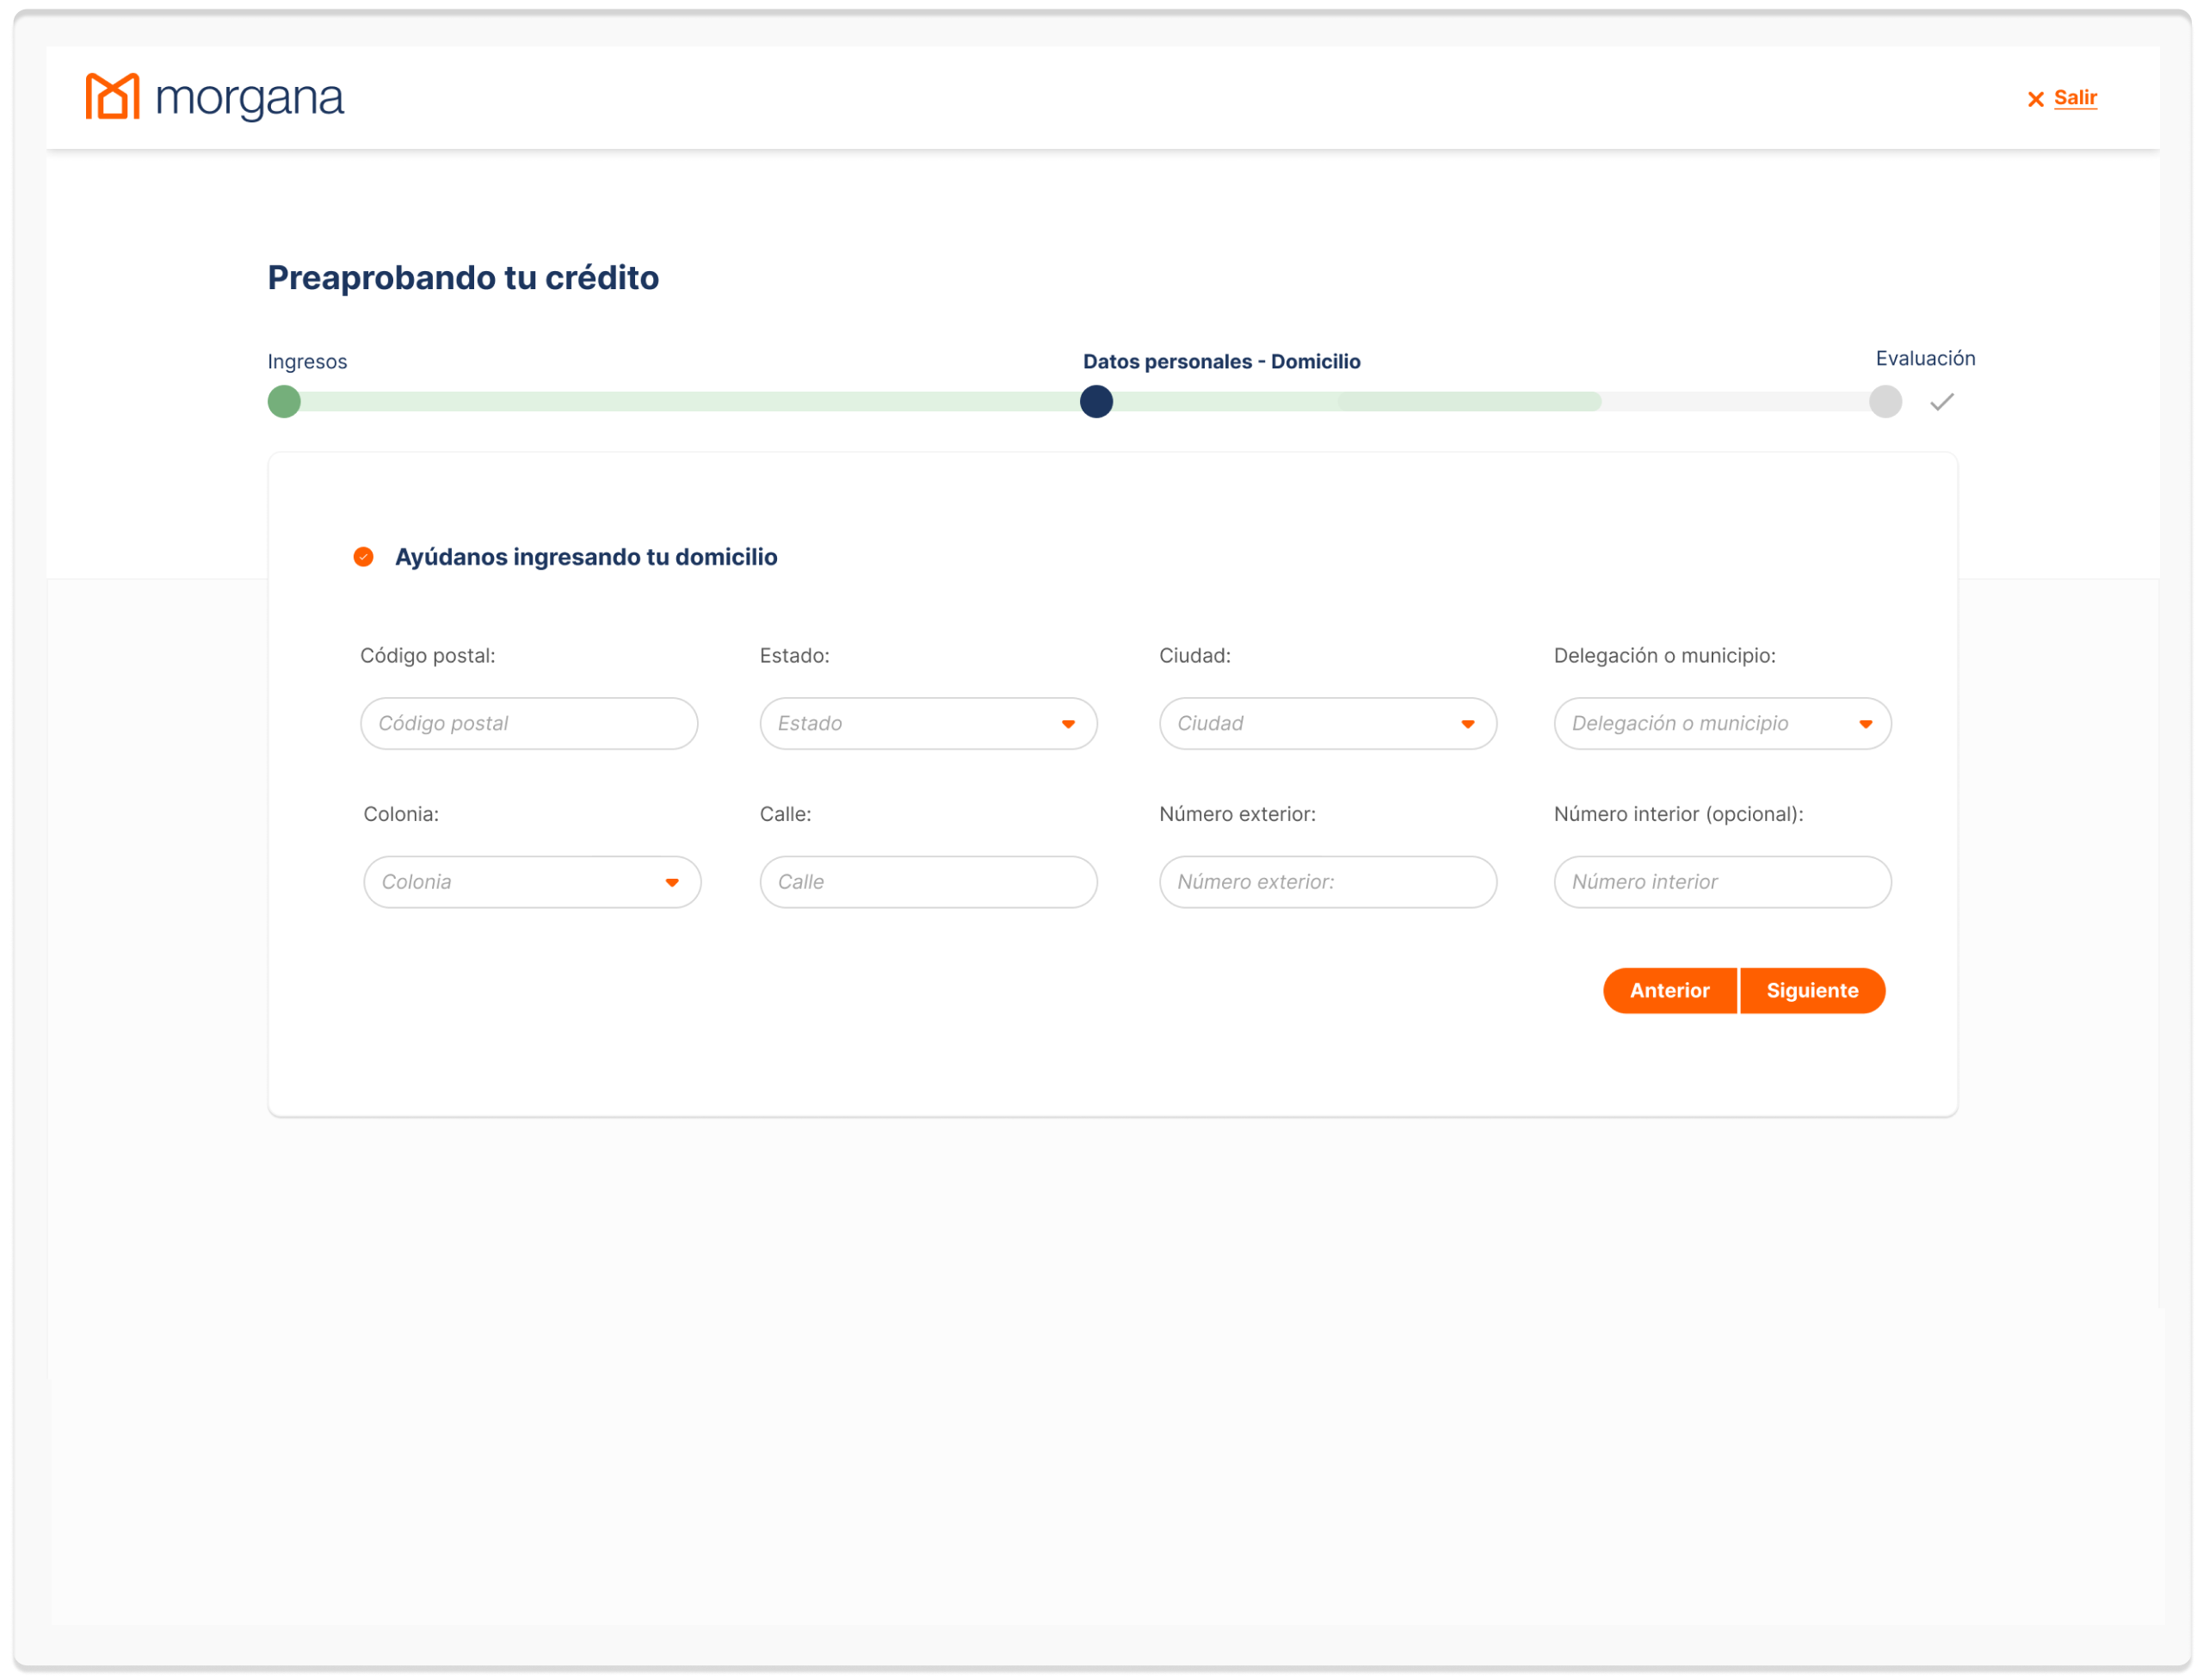 morgana
Salir
Preaprobando tu crédito
Ingresos
Datos personales - Domicilio
Evaluación
Ayúdanos ingresando tu domicilio
Código postal:
Estado:
Ciudad:
Delegación o municipio:
Código postal
Estado
Ciudad
Delegación o municipio
Colonia:
Calle:
Número exterior:
Número interior (opcional):
Colonia
Calle
Número exterior:
Número interior
Anterior
Siguiente